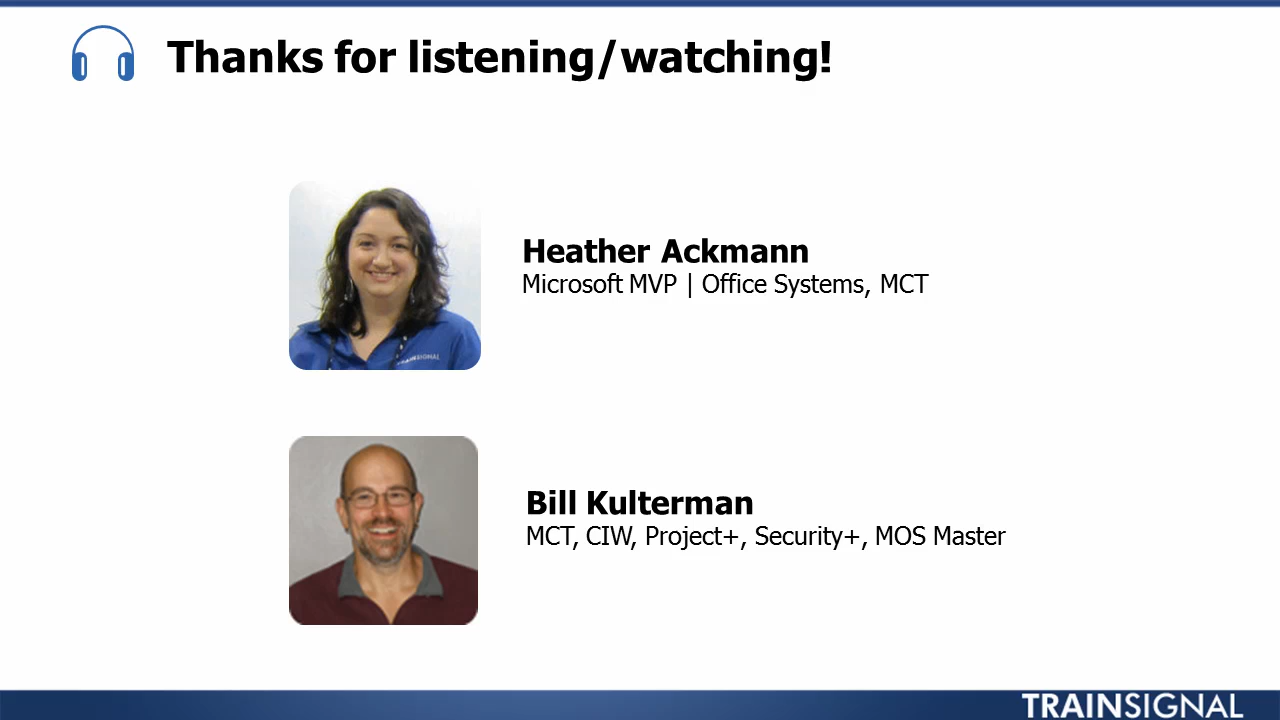 Thanks for listening/watching!
Heather Ackmann
Microsoft MVP | Office Systems, MCT
Bill Kulterman
MCT, CIW, Project+, Security+, MOS Master
TRAINSIGNAL